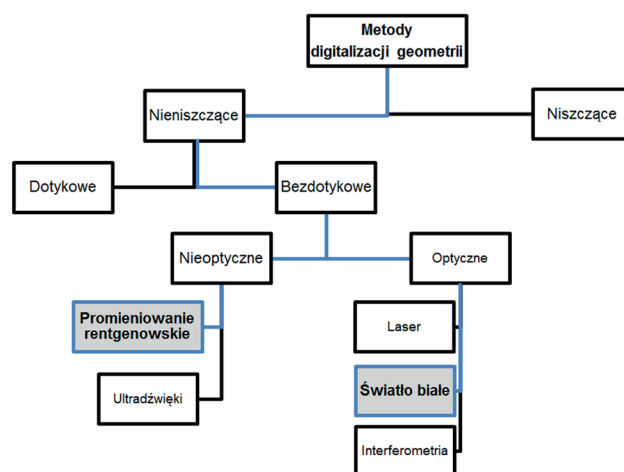 Metody
digitalizacji geometrii
Nieniszczące
Niszczące
Dotykowe
Bezdotykowe
Nieoptyczne
Optyczne
Promieniowanie
rentgenowskie
Laser
Ultradźwięki
Światło białe
Interferometria